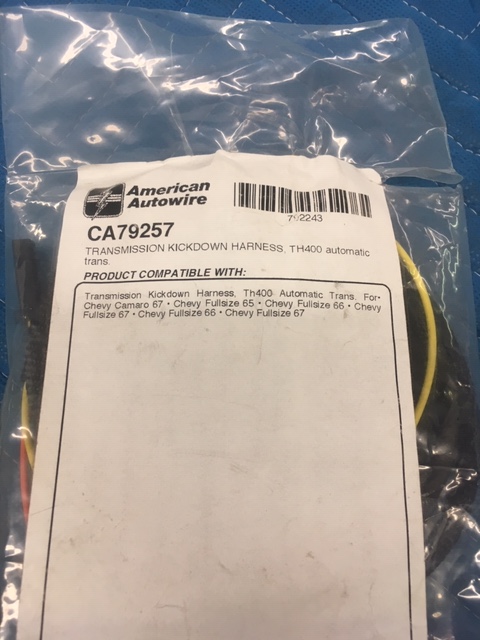 American
Autowire
792243
CA79257
TRANSMISSION KICKDOWN HARNESS, TH400 automatic
trans.
PRODUCT COMPATIBLE WITH:
Transmission Kickdown Harness, Th400 Automatic Trans. For•
Chevy Camaro 67 • Chevy Fullsize 65 • Chevy Fullsize 66 • Chevy
Fullsize 67 • Chevy Fullsize 66 • Chevy Fullsize 67